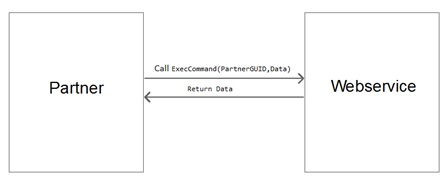 Call ExecCommand(PartnerGUID,Data)
Partner
Webservice
Return Data